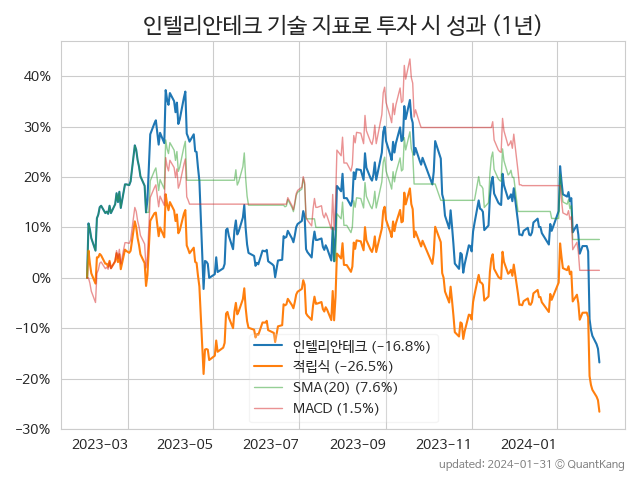 인텔리안테크 기술 지표로 투자 시 성과 (1년)
40%
30%
20%
10%
0%
−10%
−20%
−30%
인텔리안테크 (−16.8%)
적립식 (−26.5%)
SMA(20) (7.6%)
MACD (1.5%)
2023-03 2023-05 2023-07 2023-09 2023-11 2024-01
updated: 2024-01-31 © QuantKang